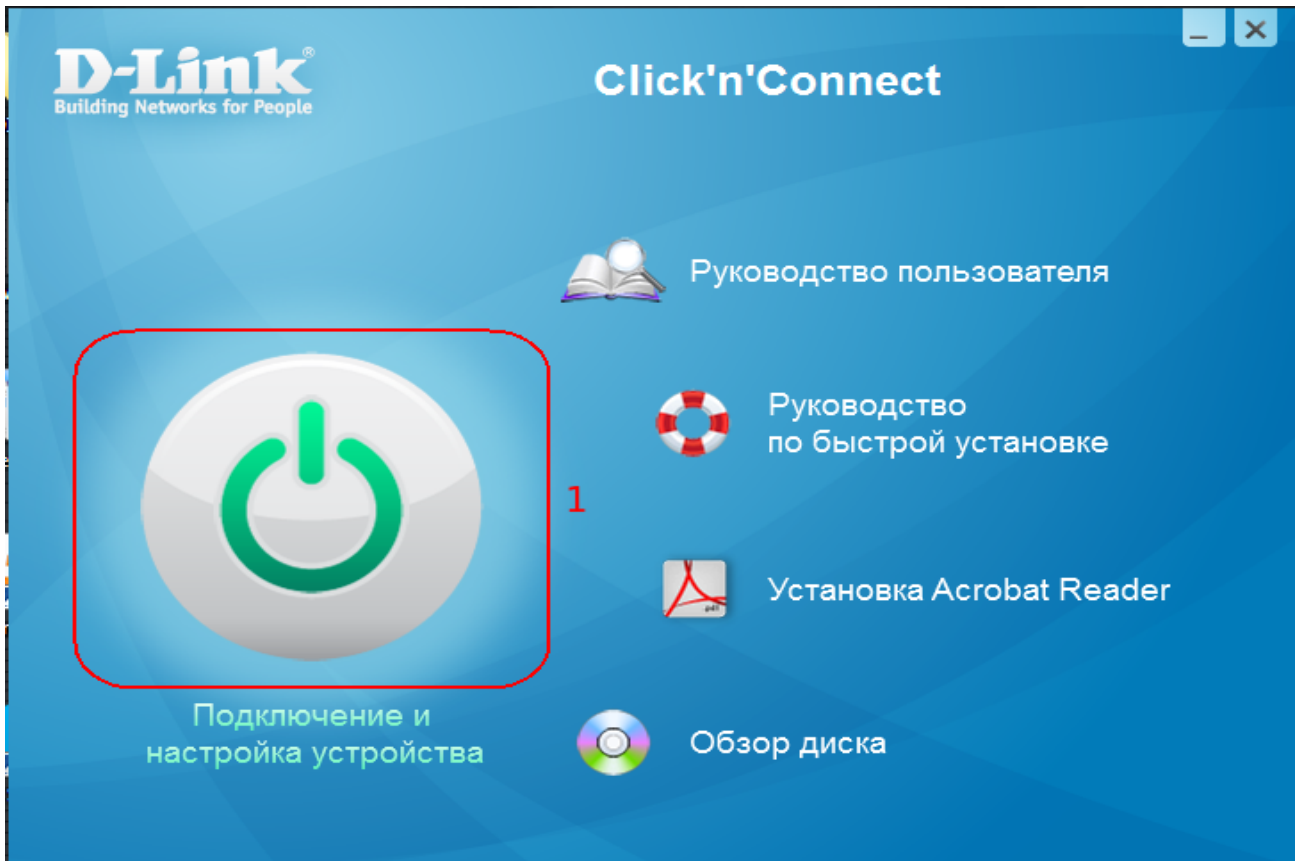 D-Link®
Building Networks for People
Click'n'Connect
Руководство пользователя
Руководство
по быстрой установке
1
.pdf
Установка Acrobat Reader
Подключение и
настройка устройства
Обзор диска